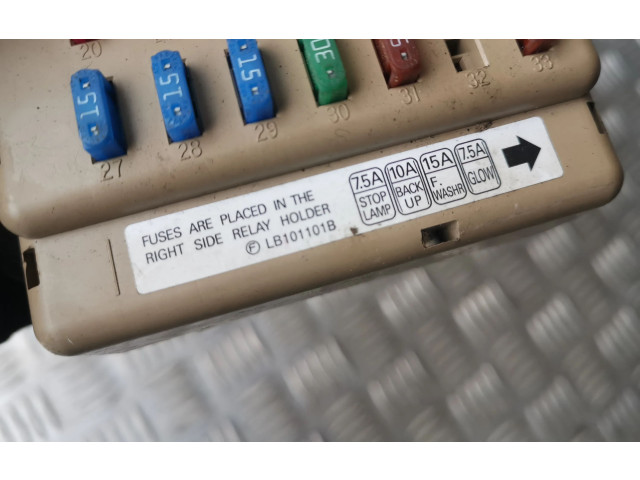 20
15
15
15
30
27
28
29
30
31
32
33
FUSES ARE PLACED IN THE
RIGHT SIDE RELAY HOLDER
Ⓕ LB101101B
7.5A
STOP
LAMP
10A
BACK
UP
15A
F.
WASHR
7.5A
GLOW